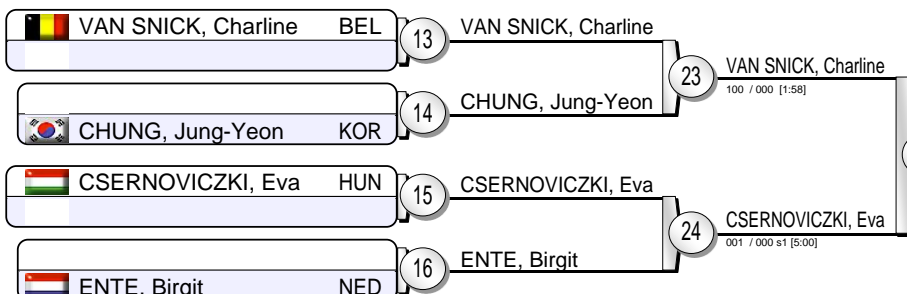 VAN SNICK, Charline BEL
13
VAN SNICK, Charline
23
VAN SNICK, Charline
100 / 000 [1:58]
14
CHUNG, Jung-Yeon
CHUNG, Jung-Yeon KOR
CSERNOVICZKI, Eva HUN
15
CSERNOVICZKI, Eva
24
CSERNOVICZKI, Eva
001 / 000 s1 [5:00]
16
ENTE, Birgit
ENTE, Birgit NED